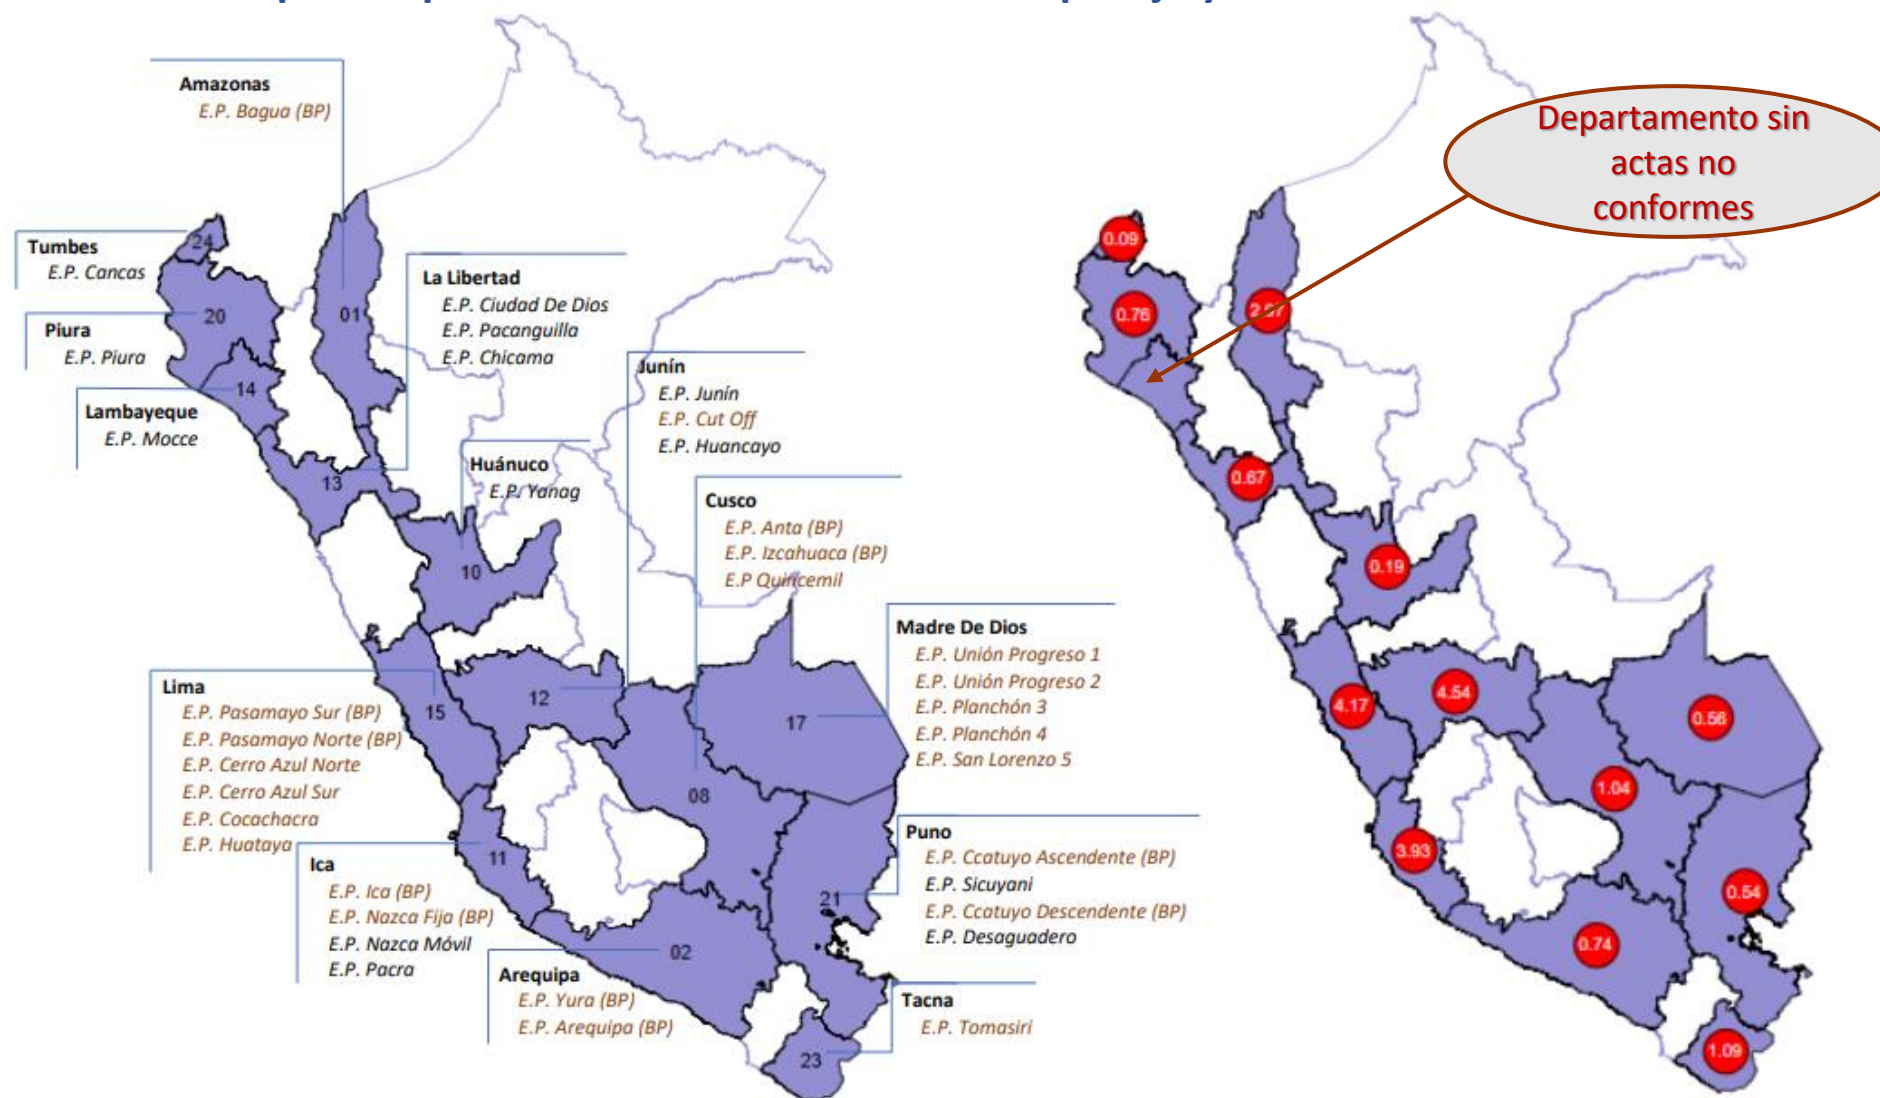 Amazonas
E.P. Bagua (BP)
Tumbes
E.P. Cancas
Piura
E.P. Piura
Lambayeque
E.P. Mocce
La Libertad
E.P. Ciudad De Dios
E.P. Pacanguilla
E.P. Chicama
Junín
E.P. Junín
E.P. Cut Off
E.P. Huancayo
Huánuco
E.P. Yanag
Cusco
E.P. Anta (BP)
E.P. Izcahuaca (BP)
E.P Quincemil
Madre De Dios
E.P. Unión Progreso 1
E.P. Unión Progreso 2
E.P. Planchón 3
E.P. Planchón 4
E.P. San Lorenzo 5
Lima
E.P. Pasamayo Sur (BP)
E.P. Pasamayo Norte (BP)
E.P. Cerro Azul Norte
E.P. Cerro Azul Sur
E.P. Cocachacra
E.P. Huataya
Ica
E.P. Ica (BP)
E.P. Nazca Fija (BP)
E.P. Nazca Móvil
E.P. Pacra
Arequipa
E.P. Yura (BP)
E.P. Arequipa (BP)
Puno
E.P. Ccatuyo Ascendente (BP)
E.P. Sicuyani
E.P. Ccatuyo Descendente (BP)
E.P. Desaguadero
Tacna
E.P. Tomasiri
24
20
01
14
13
10
12
15
17
08
11
21
02
23
Departamento sin
actas no
conformes
0.09
0.76
0.67
0.19
4.54
4.17
0.56
1.04
3.93
0.54
0.74
1.09